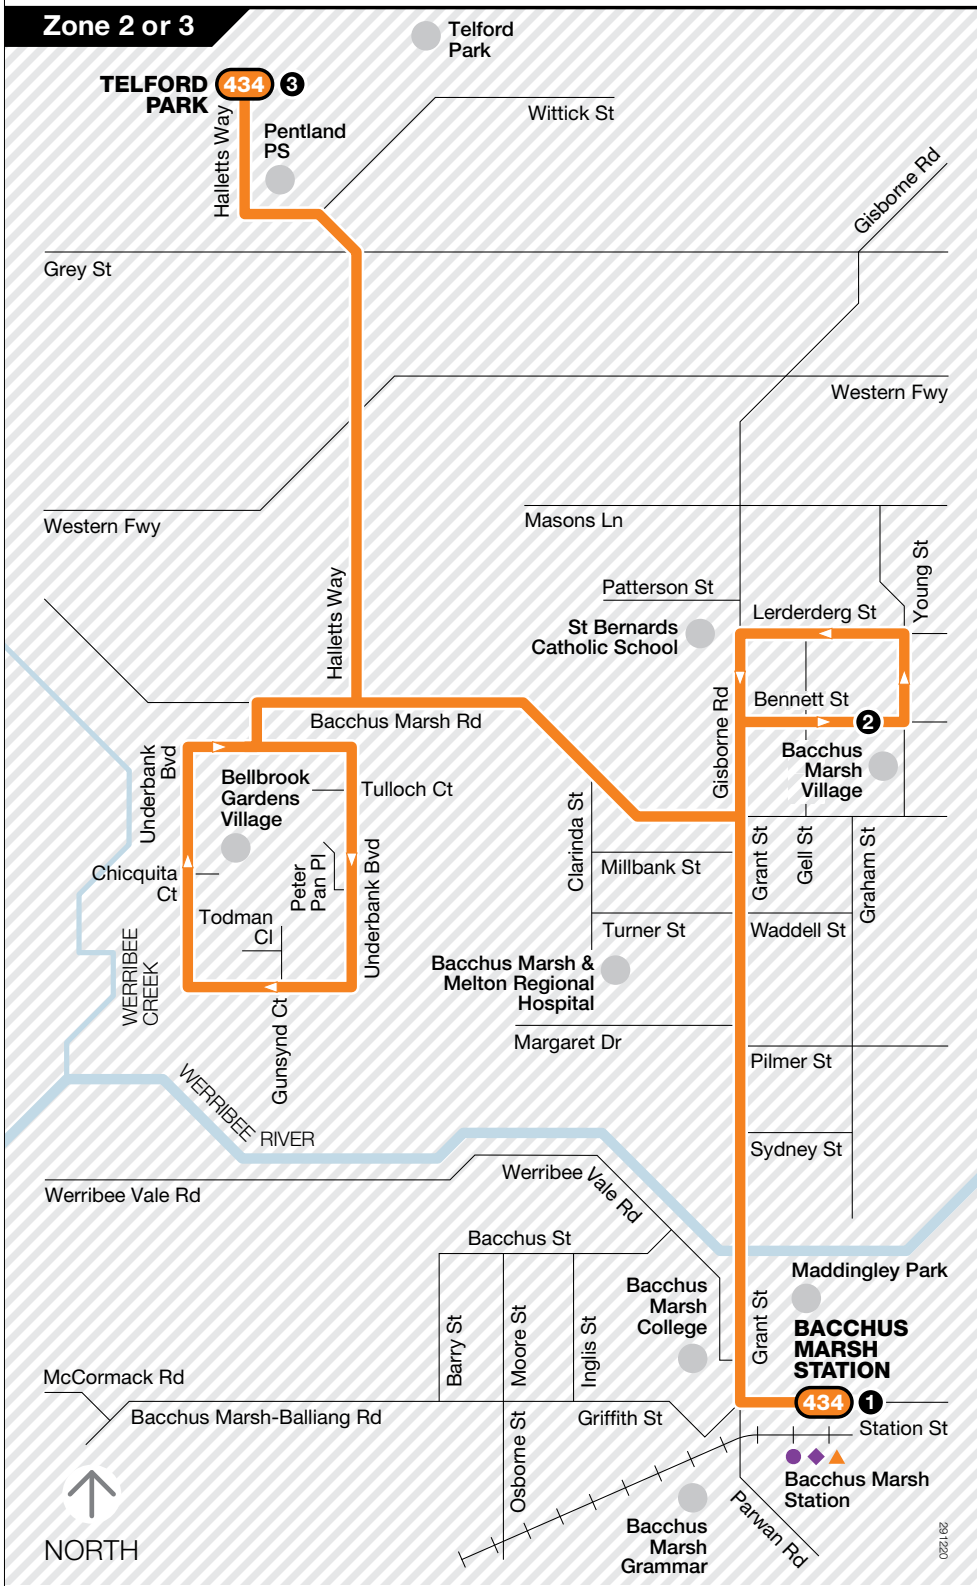 Zone 2 or 3
Telford
Park
TELFORD
PARK
434
3
Halletts Way
Pentland
PS
Wittick St
Gisborne Rd
Grey St
Western Fwy
Western Fwy
Masons Ln
Halletts Way
Patterson St
Young St
Lerderderg St
St Bernards
Catholic School
Bennett St
2
Gisborne Rd
Bacchus Marsh Rd
Bacchus
Marsh
Village
Underbank
Bvd
Bellbrook
Gardens
Village
Tulloch Ct
Clarinda St
Grant St
Gell St
Graham St
Millbank St
Chicquita
Ct
Peter
Pan Pl
Underbank Bvd
Todman
Cl
Turner St
Waddell St
WERRIBEE
CREEK
Bacchus Marsh &
Melton Regional
Hospital
Gunsynd Ct
Margaret Dr
Pilmer St
WERRIBEE RIVER
Sydney St
Werribee Vale Rd
Werribee Vale Rd
Bacchus St
Maddingley Park
Bacchus
Marsh
College
Grant St
Barry St
Moore St
Inglis St
BACCHUS
MARSH
STATION
McCormack Rd
434
1
Bacchus Marsh-Balliang Rd
Griffith St
Station St
Osborne St
Bacchus Marsh
Station
Parwan Rd
Bacchus
Marsh
Grammar
NORTH
291220